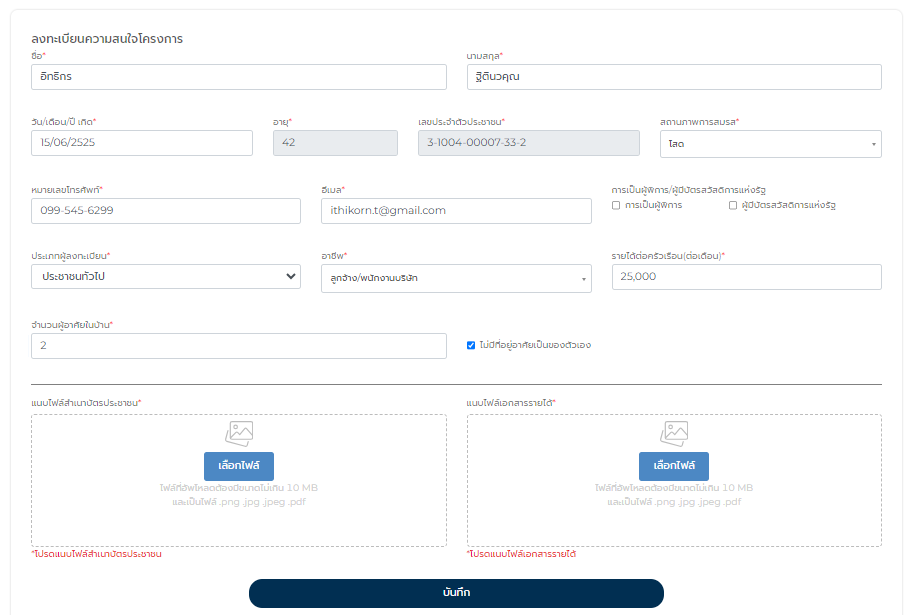 ลงทะเบียนความสนใจโครงการ
ชื่อ* นามสกุล*
อิทธิกร ฐิตินวคุณ
วัน/เดือน/ปี เกิด* อายุ* เลขประจำตัวประชาชน* สถานภาพการสมรส*
15/06/2525 42 3-1004-00007-33-2 โสด
หมายเลขโทรศัพท์* อีเมล* การเป็นผู้พิการ/ผู้มีบัตรสวัสดิการแห่งรัฐ
099-545-6299 ithikorn.t@gmail.com การเป็นผู้พิการ ผู้มีบัตรสวัสดิการแห่งรัฐ
ประเภทผู้ลงทะเบียน* อาชีพ* รายได้ต่อครัวเรือน(ต่อเดือน)*
ประชาชนทั่วไป ลูกจ้าง/พนักงานบริษัท 25,000
จำนวนผู้อาศัยในบ้าน*
2 ไม่มีที่อยู่อาศัยเป็นของตัวเอง
แนบไฟล์สำเนาบัตรประชาชน* แนบไฟล์เอกสารรายได้*
เลือกไฟล์ เลือกไฟล์
ไฟล์ที่อัพโหลดต้องมีขนาดไม่เกิน 10 MB ไฟล์ที่อัพโหลดต้องมีขนาดไม่เกิน 10 MB
และเป็นไฟล์ .png .jpg .jpeg .pdf และเป็นไฟล์ .png .jpg .jpeg .pdf
*โปรดแนบไฟล์สำเนาบัตรประชาชน *โปรดแนบไฟล์เอกสารรายได้
บันทึก